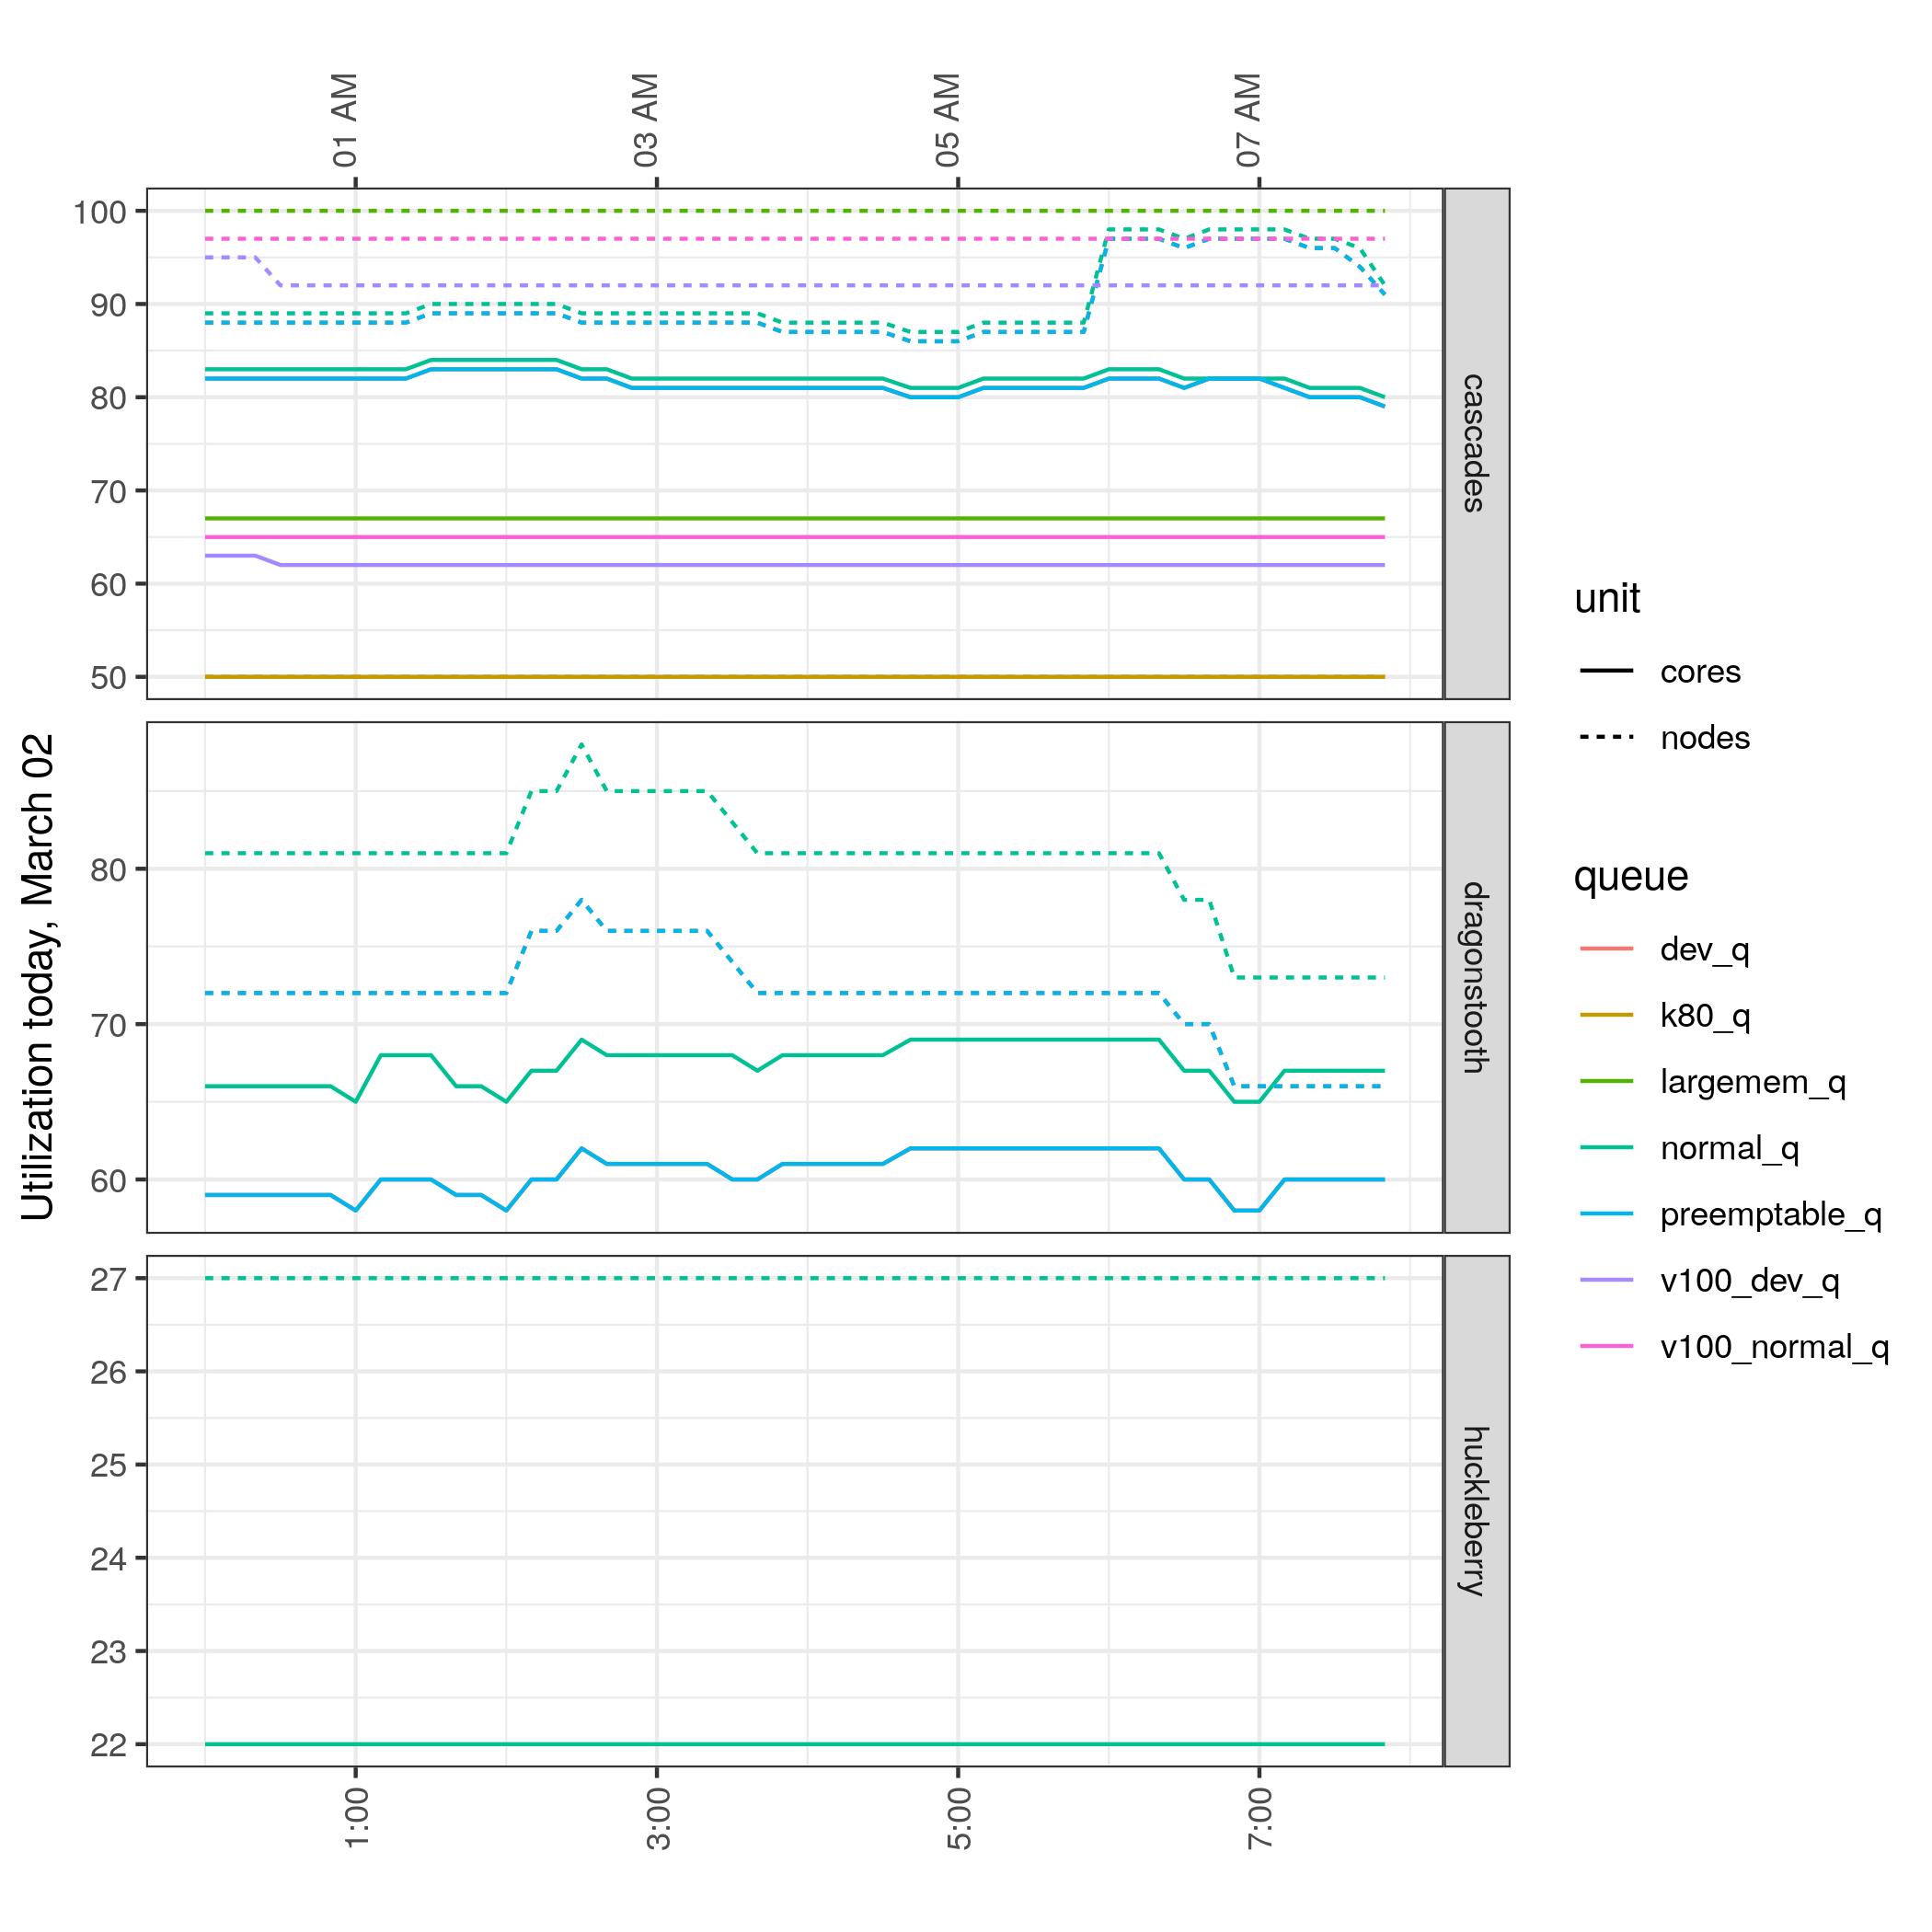 01 AM
03 AM
05 AM
07 AM
100
90
80
70
60
50
cascades
80
70
60
dragonstooth
27
26
25
24
23
22
huckleberry
1:00
3:00
5:00
7:00
Utilization today, March 02
unit
cores
nodes
queue
dev_q
k80_q
largemem_q
normal_q
preemptable_q
v100_dev_q
v100_normal_q